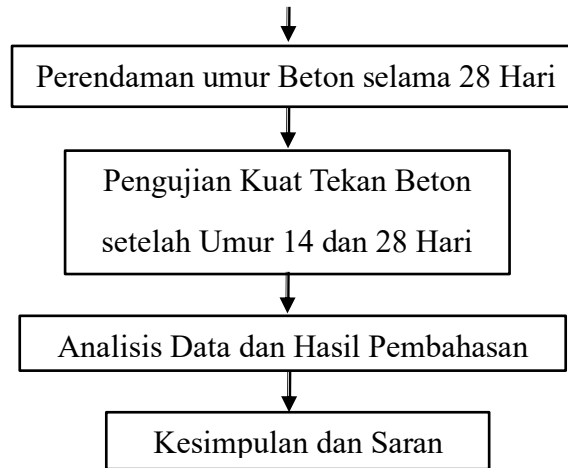 Perendaman umur Beton selama 28 Hari
Pengujian Kuat Tekan Beton
setelah Umur 14 dan 28 Hari
Analisis Data dan Hasil Pembahasan
Kesimpulan dan Saran